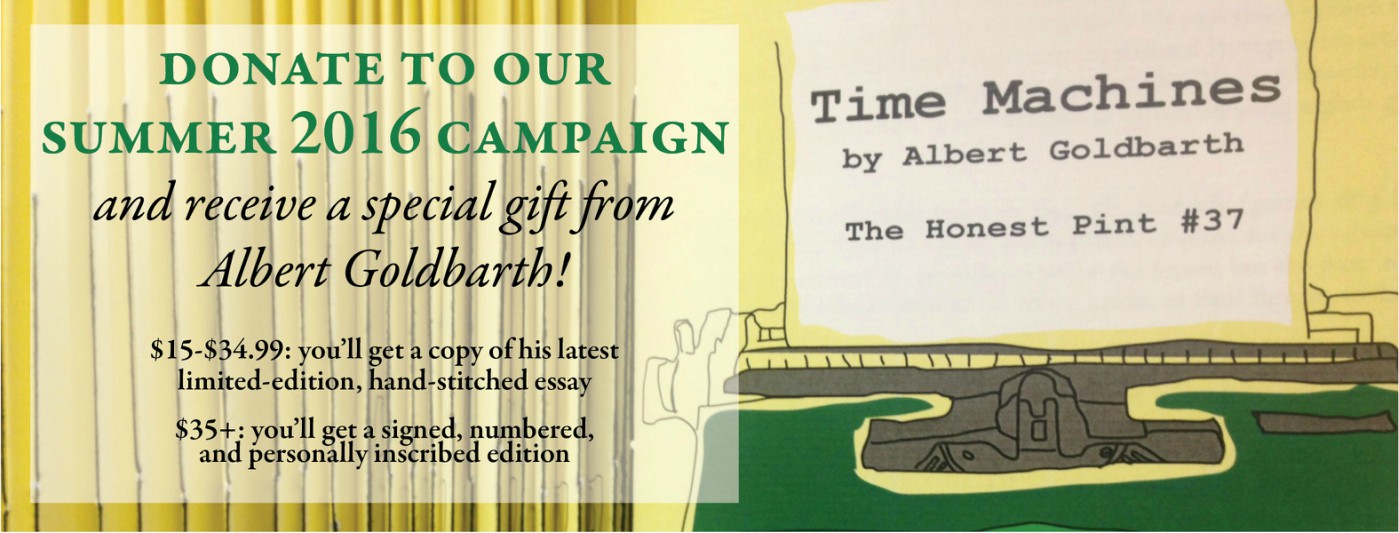 DONATE TO OUR
SUMMER 2016 CAMPAIGN
and receive a special gift from
Albert Goldbarth!
$15-$34.99: you'll get a copy of his latest
limited-edition, hand-stitched essay
$35+: you'll get a signed, numbered,
and personally inscribed edition
Time Machines
by Albert Goldbarth
The Honest Pint #37